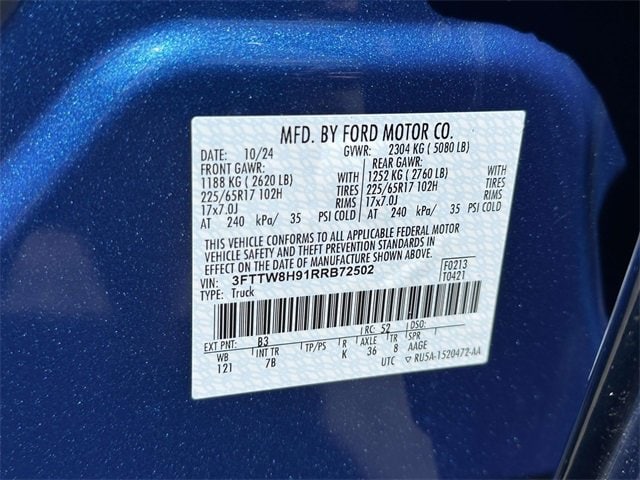 MFD. BY FORD MOTOR CO.
DATE: 10/24 GVWR: 2304 KG ( 5080 LB)
FRONT GAWR: REAR GAWR:
1188 KG ( 2620 LB) WITH 1252 KG ( 2760 LB) WITH
225/65R17 102H TIRES 225/65R17 102H TIRES
17x7.0J RIMS 17x7.0J RIMS
AT 240 kPa/ 35 PSI COLD AT 240 kPa/ 35 PSI COLD
THIS VEHICLE CONFORMS TO ALL APPLICABLE FEDERAL MOTOR
VEHICLE SAFETY AND THEFT PREVENTION STANDARDS IN
EFFECT ON THE DATE OF MANUFACTURE SHOWN ABOVE.
VIN: 3FTTW8H91RRB72502 F0213
TYPE: Truck T0421
EXT PNT: B3 RC: 52 DSO:
WB INT TR TP/PS R AXLE TR SPR
121 7B K 36 8 AAGE
UTC ▽ RU5A-1520472-AA